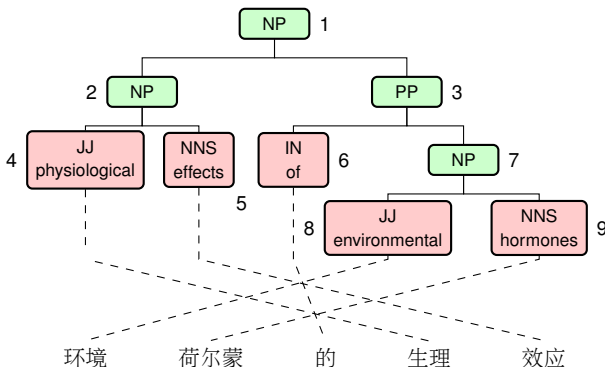 NP 1
2 NP PP 3
4 JJ NNS IN 6 NP 7
physiological effects of
5
8 JJ NNS 9
environmental hormones
环境 荷尔蒙 的 生理 效应